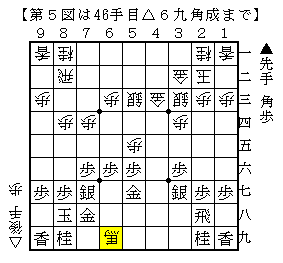 【第５図は46手目△６九角成まで】
9 8 7 6 5 4 3 2 1
香桂桂香一
飛金玉二
歩歩銀金銀歩歩三
歩歩歩四
歩五
歩歩歩六
歩歩銀金銀歩歩七
玉金飛八
香桂馬桂香九
▲先手 角歩
△後手 歩